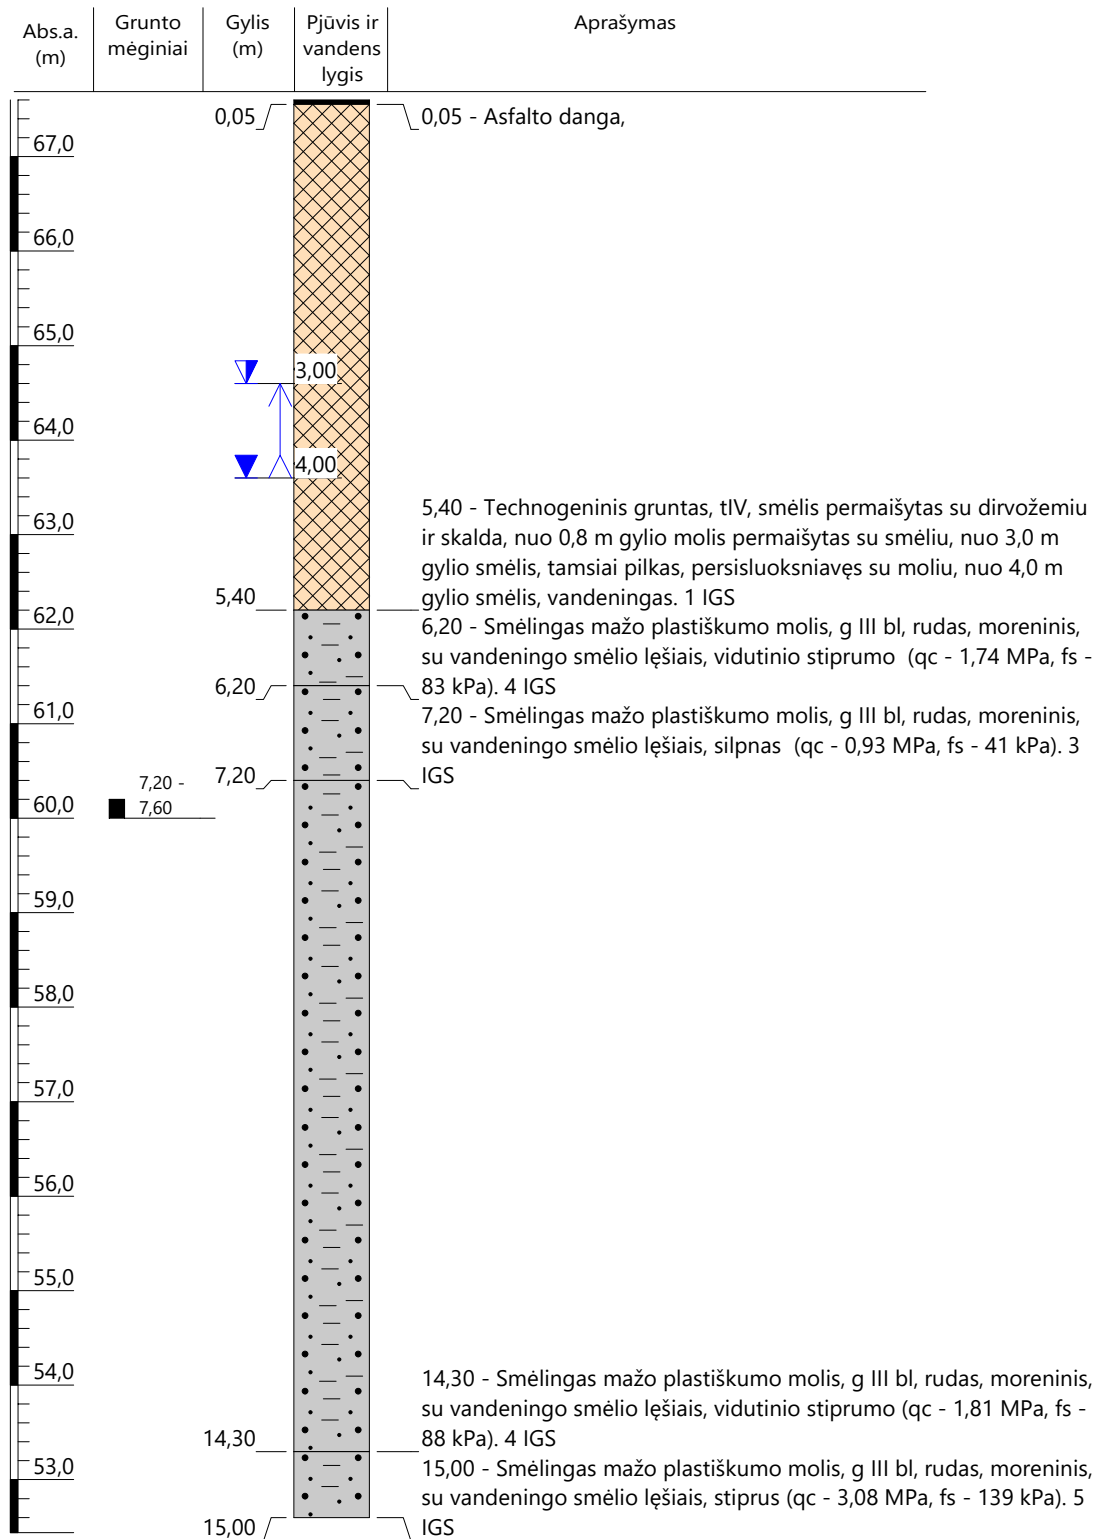 Abs.a.
(m)
Grunto
mėginiai
Gylis
(m)
Pjūvis ir
vandens
lygis
Aprašymas
0,05
0,05 - Asfalto danga,
67,0
66,0
65,0
3,00
64,0
4,00
63,0
5,40 - Technogeninis gruntas, tIV, smėlis permaišytas su dirvožemiu
ir skalda, nuo 0,8 m gylio molis permaišytas su smėliu, nuo 3,0 m
gylio smėlis, tamsiai pilkas, persisluoksniavęs su moliu, nuo 4,0 m
gylio smėlis, vandeningas. 1 IGS
5,40
62,0
6,20 - Smėlingas mažo plastiškumo molis, g III bl, rudas, moreninis,
su vandeningo smėlio lęšiais, vidutinio stiprumo  (qc - 1,74 MPa, fs -
83 kPa). 4 IGS
6,20
61,0
7,20 - Smėlingas mažo plastiškumo molis, g III bl, rudas, moreninis,
su vandeningo smėlio lęšiais, silpnas  (qc - 0,93 MPa, fs - 41 kPa). 3
IGS
7,20
7,20 -
7,60
60,0
59,0
58,0
57,0
56,0
55,0
54,0
14,30 - Smėlingas mažo plastiškumo molis, g III bl, rudas, moreninis,
su vandeningo smėlio lęšiais, vidutinio stiprumo (qc - 1,81 MPa, fs -
88 kPa). 4 IGS
14,30
53,0
15,00 - Smėlingas mažo plastiškumo molis, g III bl, rudas, moreninis,
su vandeningo smėlio lęšiais, stiprus (qc - 3,08 MPa, fs - 139 kPa). 5
IGS
15,00